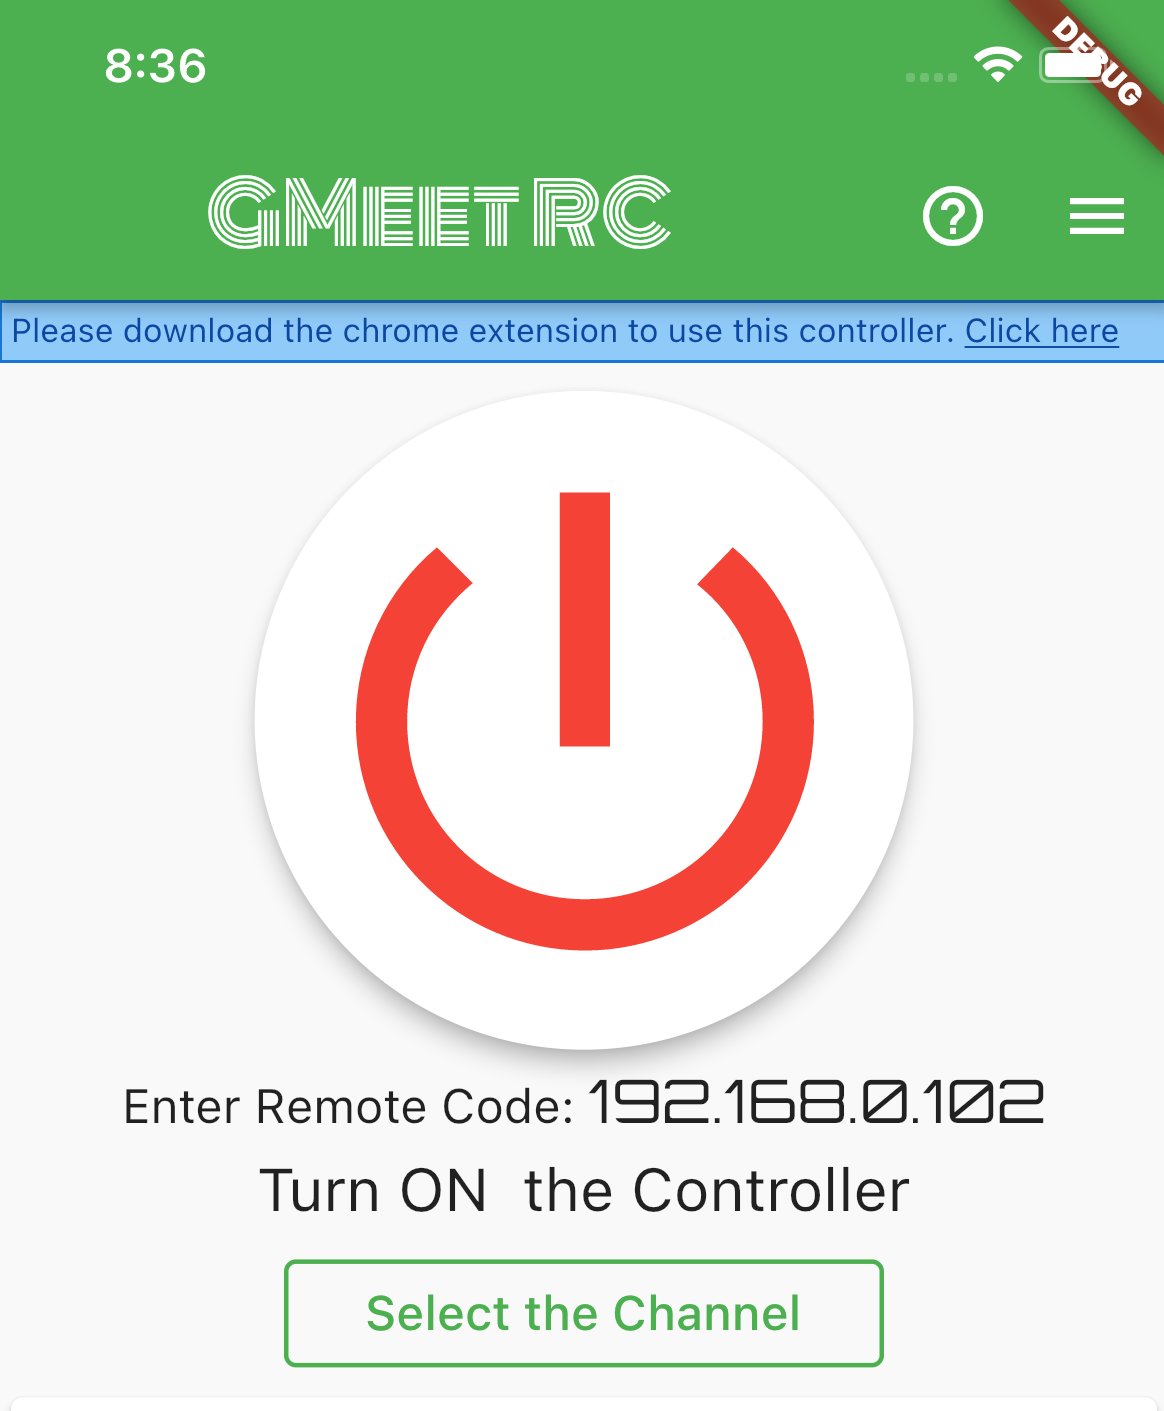 8:36
DEBUG
GMEET RC
Please download the chrome extension to use this controller. Click here
Enter Remote Code: 192.168.0.102
Turn ON  the Controller
Select the Channel